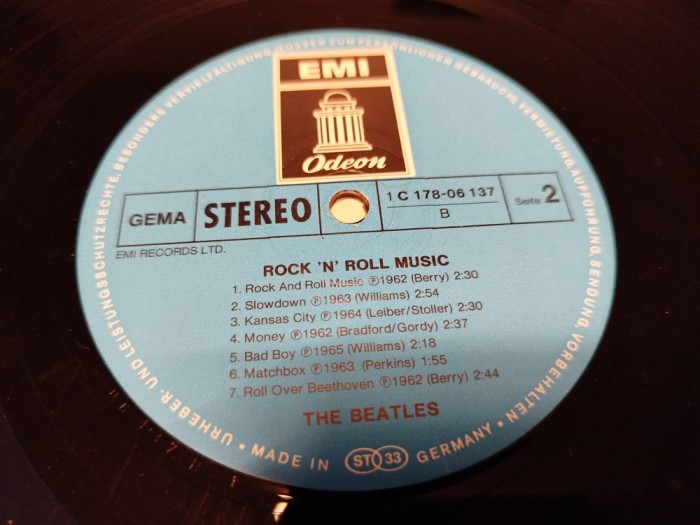 EMI
Odeon
GEMA
STEREO
1 C 178-06 137
B
Seite 2
EMI RECORDS LTD.
ROCK 'N' ROLL MUSIC
1. Rock And Roll Music ℗1962 (Berry) 2:30
2. Slowdown ℗1963 (Williams) 2:54
3. Kansas City ℗1964 (Leiber/Stoller) 2:30
4. Money ℗1962 (Bradford/Gordy) 2:37
5. Bad Boy ℗1965 (Williams) 2:18
6. Matchbox ℗1963 (Perkins) 1:55
7. Roll Over Beethoven ℗1962 (Berry) 2:44
THE BEATLES
URHEBER- UND LEISTUNGSSCHUTZRECHTE, BESONDERS VERVIELFÄLTIGUNG AUSSER ZUM PERSÖNLICHEN GEBRAUCH, VERMIETUNG, AUFFÜHRUNG, SENDUNG, VORBEHALTEN
• MADE IN ST 33 GERMANY •